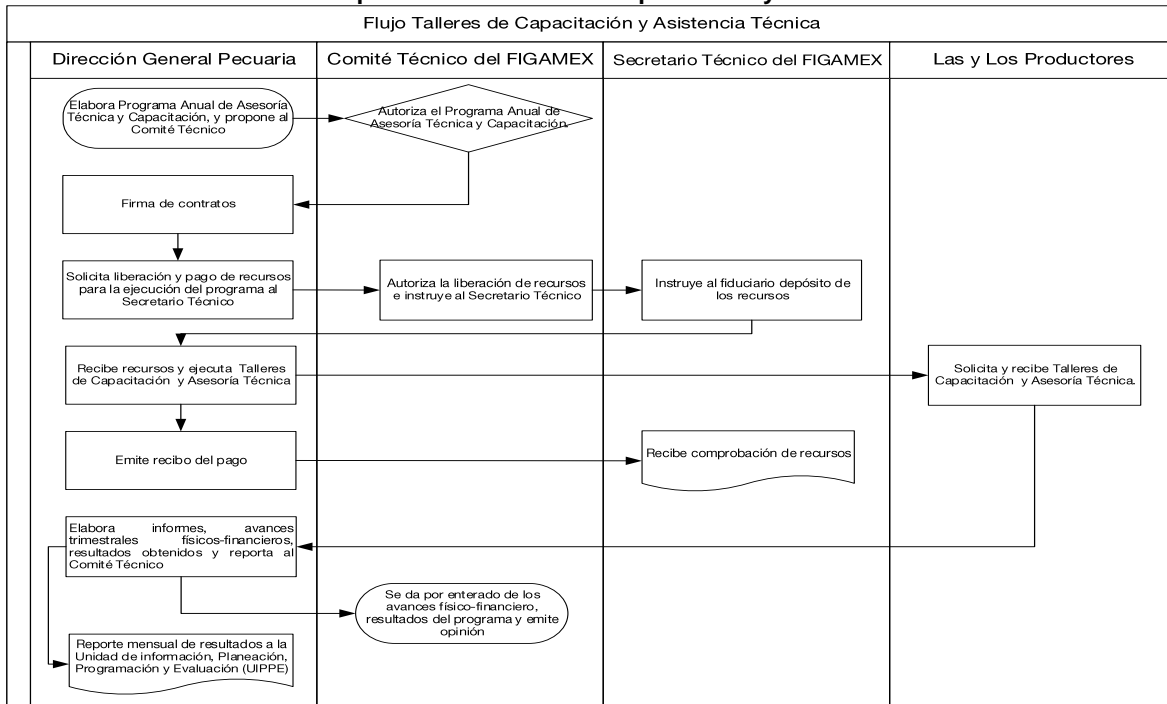 Flujo Talleres de Capacitación y Asistencia Técnica
Dirección General Pecuaria
Comité Técnico del FIGAMEX
Secretario Técnico del FIGAMEX
Las y Los Productores
Elabora Programa Anual de Asesoría
Técnica y Capacitación, y propone al
Comité Técnico
Autoriza el Programa Anual de
Asesoría Técnica y Capacitación.
Firma de contratos
Solicita liberación y pago de recursos
para la ejecución del programa al
Secretario Técnico
Autoriza la liberación de recursos
e instruye al Secretario Técnico
Instruye al fiduciario depósito de
los recursos
Recibe recursos y ejecuta Talleres
de Capacitación y Asesoría Técnica
Solicita y recibe Talleres de
Capacitación y Asesoría Técnica.
Emite recibo del pago
Recibe comprobación de recursos
Elabora informes, avances
trimestrales físicos-financieros,
resultados obtenidos y reporta al
Comité Técnico
Se da por enterado de los
avances físico-financiero,
resultados del programa y emite
opinión
Reporte mensual de resultados a la
Unidad de información, Planeación,
Programación y Evaluación (UIPPE)